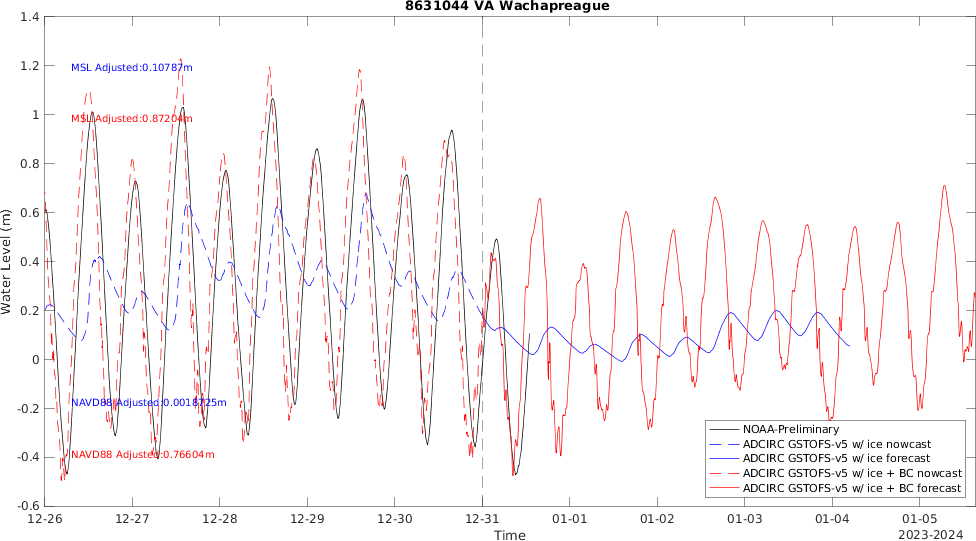 8631044 VA Wachapreague
Water Level (m)
1.4
1.2
1
0.8
0.6
0.4
0.2
0
-0.2
-0.4
-0.6
MSL Adjusted:0.10787m
MSL Adjusted:0.87204m
NAVD88 Adjusted:0.0018725m
NAVD88 Adjusted:0.76604m
NOAA-Preliminary
ADCIRC GSTOFS-v5 w/ ice nowcast
ADCIRC GSTOFS-v5 w/ ice forecast
ADCIRC GSTOFS-v5 w/ ice + BC nowcast
ADCIRC GSTOFS-v5 w/ ice + BC forecast
12-26 12-27 12-28 12-29 12-30 12-31 01-01 01-02 01-03 01-04 01-05
Time
2023-2024